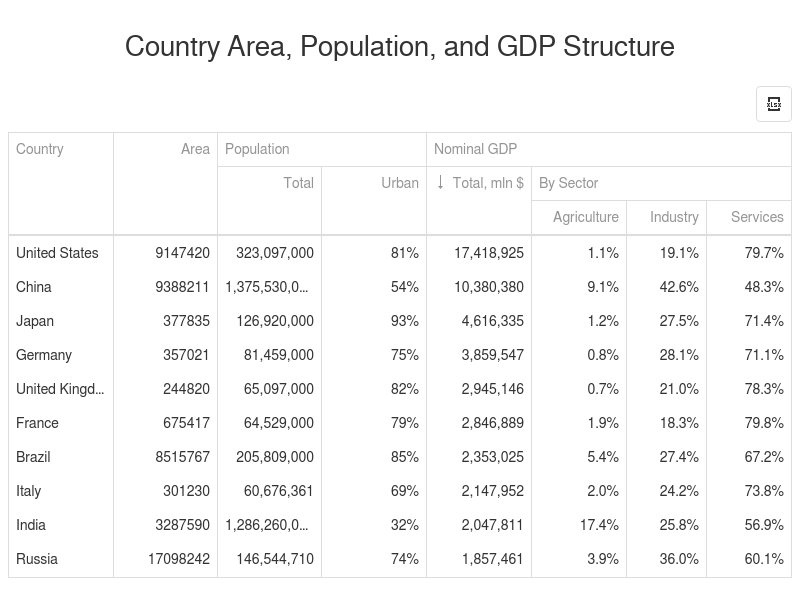 Country Area, Population, and GDP Structure
xlsx
Country Area Population Nominal GDP
Total Urban ↓ Total, mln $ By Sector
Agriculture Industry Services
United States 9147420 323,097,000 81% 17,418,925 1.1% 19.1% 79.7%
China 9388211 1,375,530,0... 54% 10,380,380 9.1% 42.6% 48.3%
Japan 377835 126,920,000 93% 4,616,335 1.2% 27.5% 71.4%
Germany 357021 81,459,000 75% 3,859,547 0.8% 28.1% 71.1%
United Kingd... 244820 65,097,000 82% 2,945,146 0.7% 21.0% 78.3%
France 675417 64,529,000 79% 2,846,889 1.9% 18.3% 79.8%
Brazil 8515767 205,809,000 85% 2,353,025 5.4% 27.4% 67.2%
Italy 301230 60,676,361 69% 2,147,952 2.0% 24.2% 73.8%
India 3287590 1,286,260,0... 32% 2,047,811 17.4% 25.8% 56.9%
Russia 17098242 146,544,710 74% 1,857,461 3.9% 36.0% 60.1%